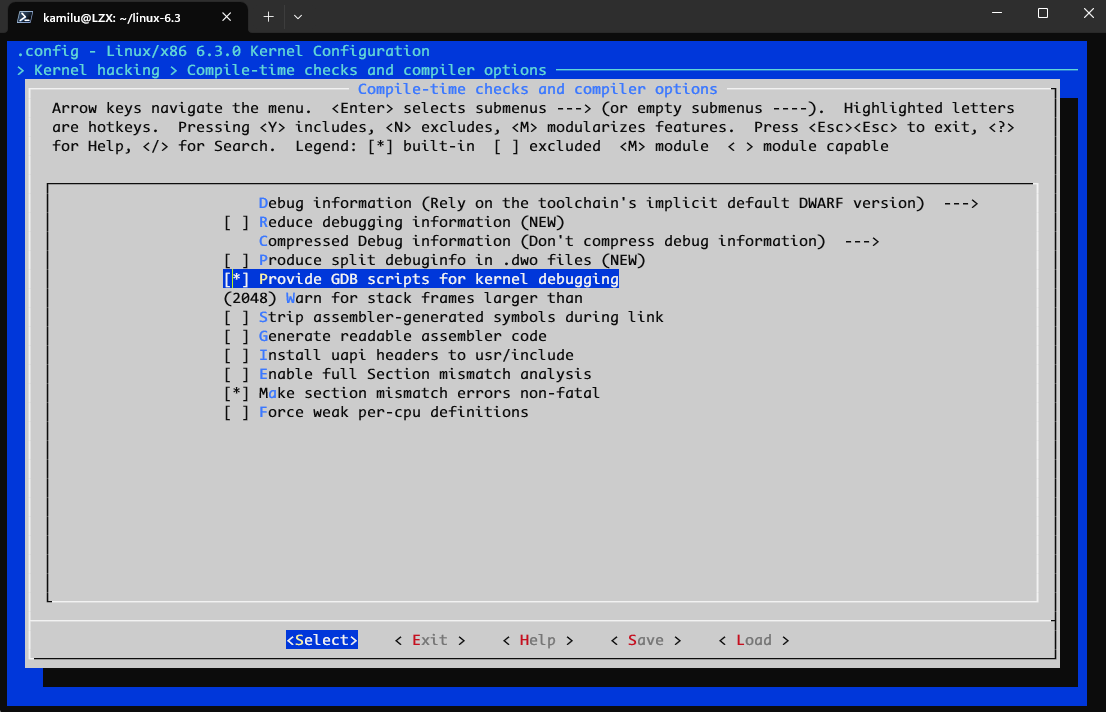 kamilu@LZX: ~/linux-6.3
.config - Linux/x86 6.3.0 Kernel Configuration
> Kernel hacking > Compile-time checks and compiler options
Compile-time checks and compiler options
Arrow keys navigate the menu.  <Enter> selects submenus ---> (or empty submenus ----).  Highlighted letters
are hotkeys.  Pressing <Y> includes, <N> excludes, <M> modularizes features.  Press <Esc><Esc> to exit, <?>
for Help, </> for Search.  Legend: [*] built-in  [ ] excluded  <M> module  < > module capable
Debug information (Rely on the toolchain's implicit default DWARF version)  --->
[ ] Reduce debugging information (NEW)
Compressed Debug information (Don't compress debug information)  --->
[ ] Produce split debuginfo in .dwo files (NEW)
[*] Provide GDB scripts for kernel debugging
(2048) Warn for stack frames larger than
[ ] Strip assembler-generated symbols during link
[ ] Generate readable assembler code
[ ] Install uapi headers to usr/include
[ ] Enable full Section mismatch analysis
[*] Make section mismatch errors non-fatal
[ ] Force weak per-cpu definitions
<Select>    < Exit >    < Help >    < Save >    < Load >